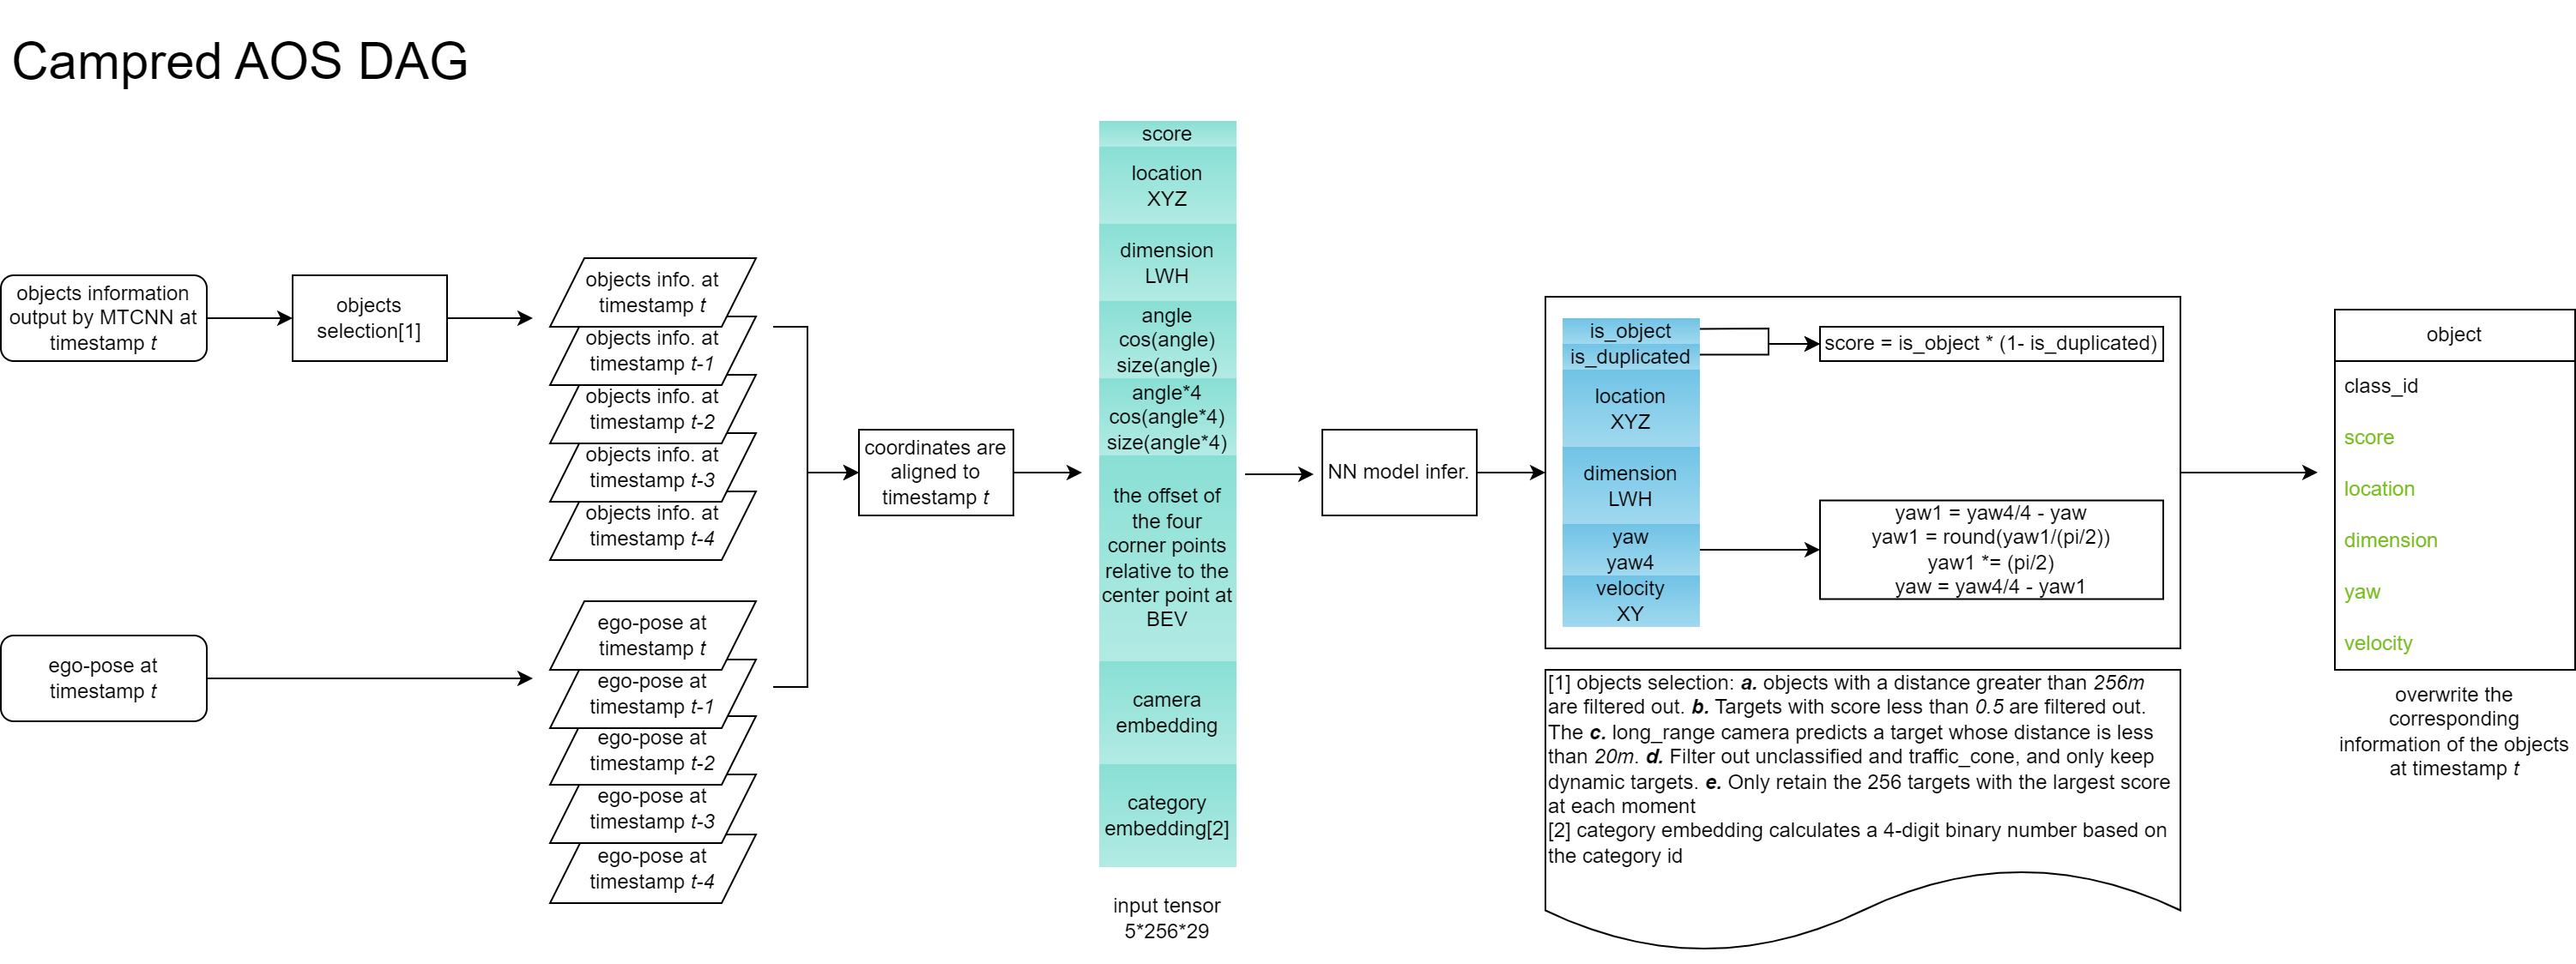 Campred AOS DAG
objects information
output by MTCNN at
timestamp t
objects
selection[1]
objects info. at
timestamp t
objects info. at
timestamp t-1
objects info. at
timestamp t-2
objects info. at
timestamp t-3
objects info. at
timestamp t-4
ego-pose at
timestamp t
ego-pose at
timestamp t
ego-pose at
timestamp t-1
ego-pose at
timestamp t-2
ego-pose at
timestamp t-3
ego-pose at
timestamp t-4
coordinates are
aligned to
timestamp t
score
location
XYZ
dimension
LWH
angle
cos(angle)
size(angle)
angle*4
cos(angle*4)
size(angle*4)
the offset of
the four
corner points
relative to the
center point at
BEV
camera
embedding
category
embedding[2]
input tensor
5*256*29
NN model infer.
is_object
is_duplicated
location
XYZ
dimension
LWH
yaw
yaw4
velocity
XY
score = is_object * (1- is_duplicated)
yaw1 = yaw4/4 - yaw
yaw1 = round(yaw1/(pi/2))
yaw1 *= (pi/2)
yaw = yaw4/4 - yaw1
[1] objects selection: a. objects with a distance greater than 256m
are filtered out. b. Targets with score less than 0.5 are filtered out.
The c. long_range camera predicts a target whose distance is less
than 20m. d. Filter out unclassified and traffic_cone, and only keep
dynamic targets. e. Only retain the 256 targets with the largest score
at each moment
[2] category embedding calculates a 4-digit binary number based on
the category id
object
class_id
score
location
dimension
yaw
velocity
overwrite the
corresponding
information of the objects
at timestamp t